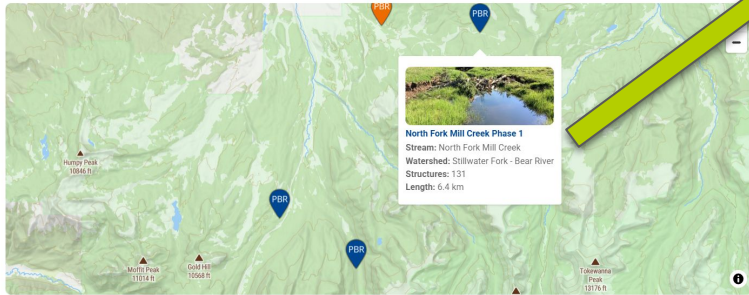 PBR
PBR
North Fork Mill Creek Phase 1
Stream: North Fork Mill Creek
Watershed: Stillwater Fork - Bear River
Structures: 131
Length: 6.4 km
Humpy Peak
10846 ft
PBR
PBR
Moffit Peak
11014 ft
Gold Hill
10568 ft
Tokewanna
Peak
13176 ft